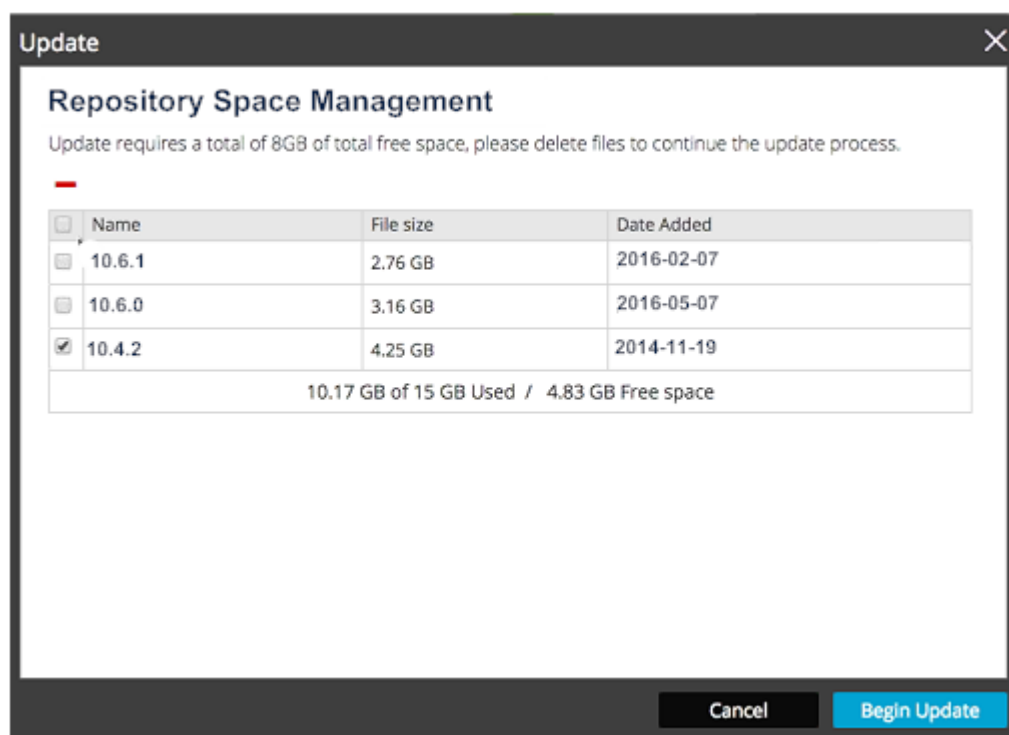 Update
Repository Space Management
Update requires a total of 8GB of total free space, please delete files to continue the update process.
Name File size Date Added
10.6.1 2.76 GB 2016-02-07
10.6.0 3.16 GB 2016-05-07
10.4.2 4.25 GB 2014-11-19
10.17 GB of 15 GB Used / 4.83 GB Free space
Cancel Begin Update